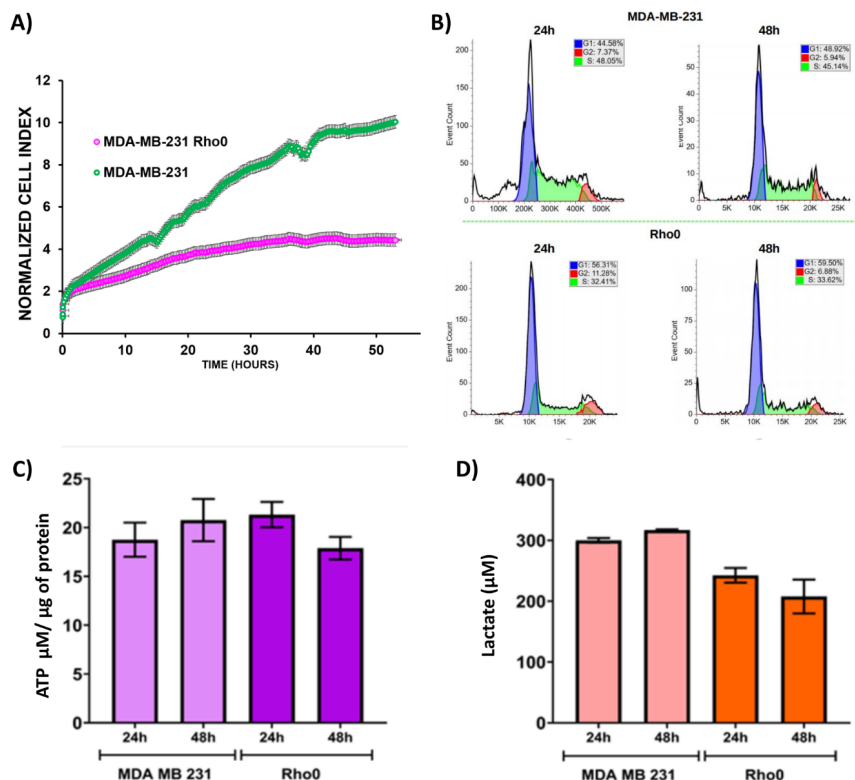 A)
NORMALIZED CELL INDEX
12
10
8
6
4
2
0
MDA-MB-231 Rho0
MDA-MB-231
0 10 20 30 40 50
TIME (HOURS)
B)
MDA-MB-231
24h
48h
Event Count
200
150
100
50
0
G1: 44.58%
G2: 7.37%
S: 48.05%
0 100K 200K 300K 400K 500K
Event Count
50
40
30
20
10
0
G1: 48.92%
G2: 5.94%
S: 45.14%
0 5K 10K 15K 20K 25K
Rho0
24h
48h
Event Count
200
150
100
50
0
G1: 56.31%
G2: 11.28%
S: 32.41%
5K 10K 15K 20K
Event Count
100
75
50
25
0
G1: 59.50%
G2: 6.88%
S: 33.62%
0 5K 10K 15K 20K 25K
C)
ATP µM/ µg of protein
25
20
15
10
5
0
24h 48h 24h 48h
MDA MB 231 Rho0
D)
Lactate (µM)
400
300
200
100
0
24h 48h 24h 48h
MDA MB 231 Rho0